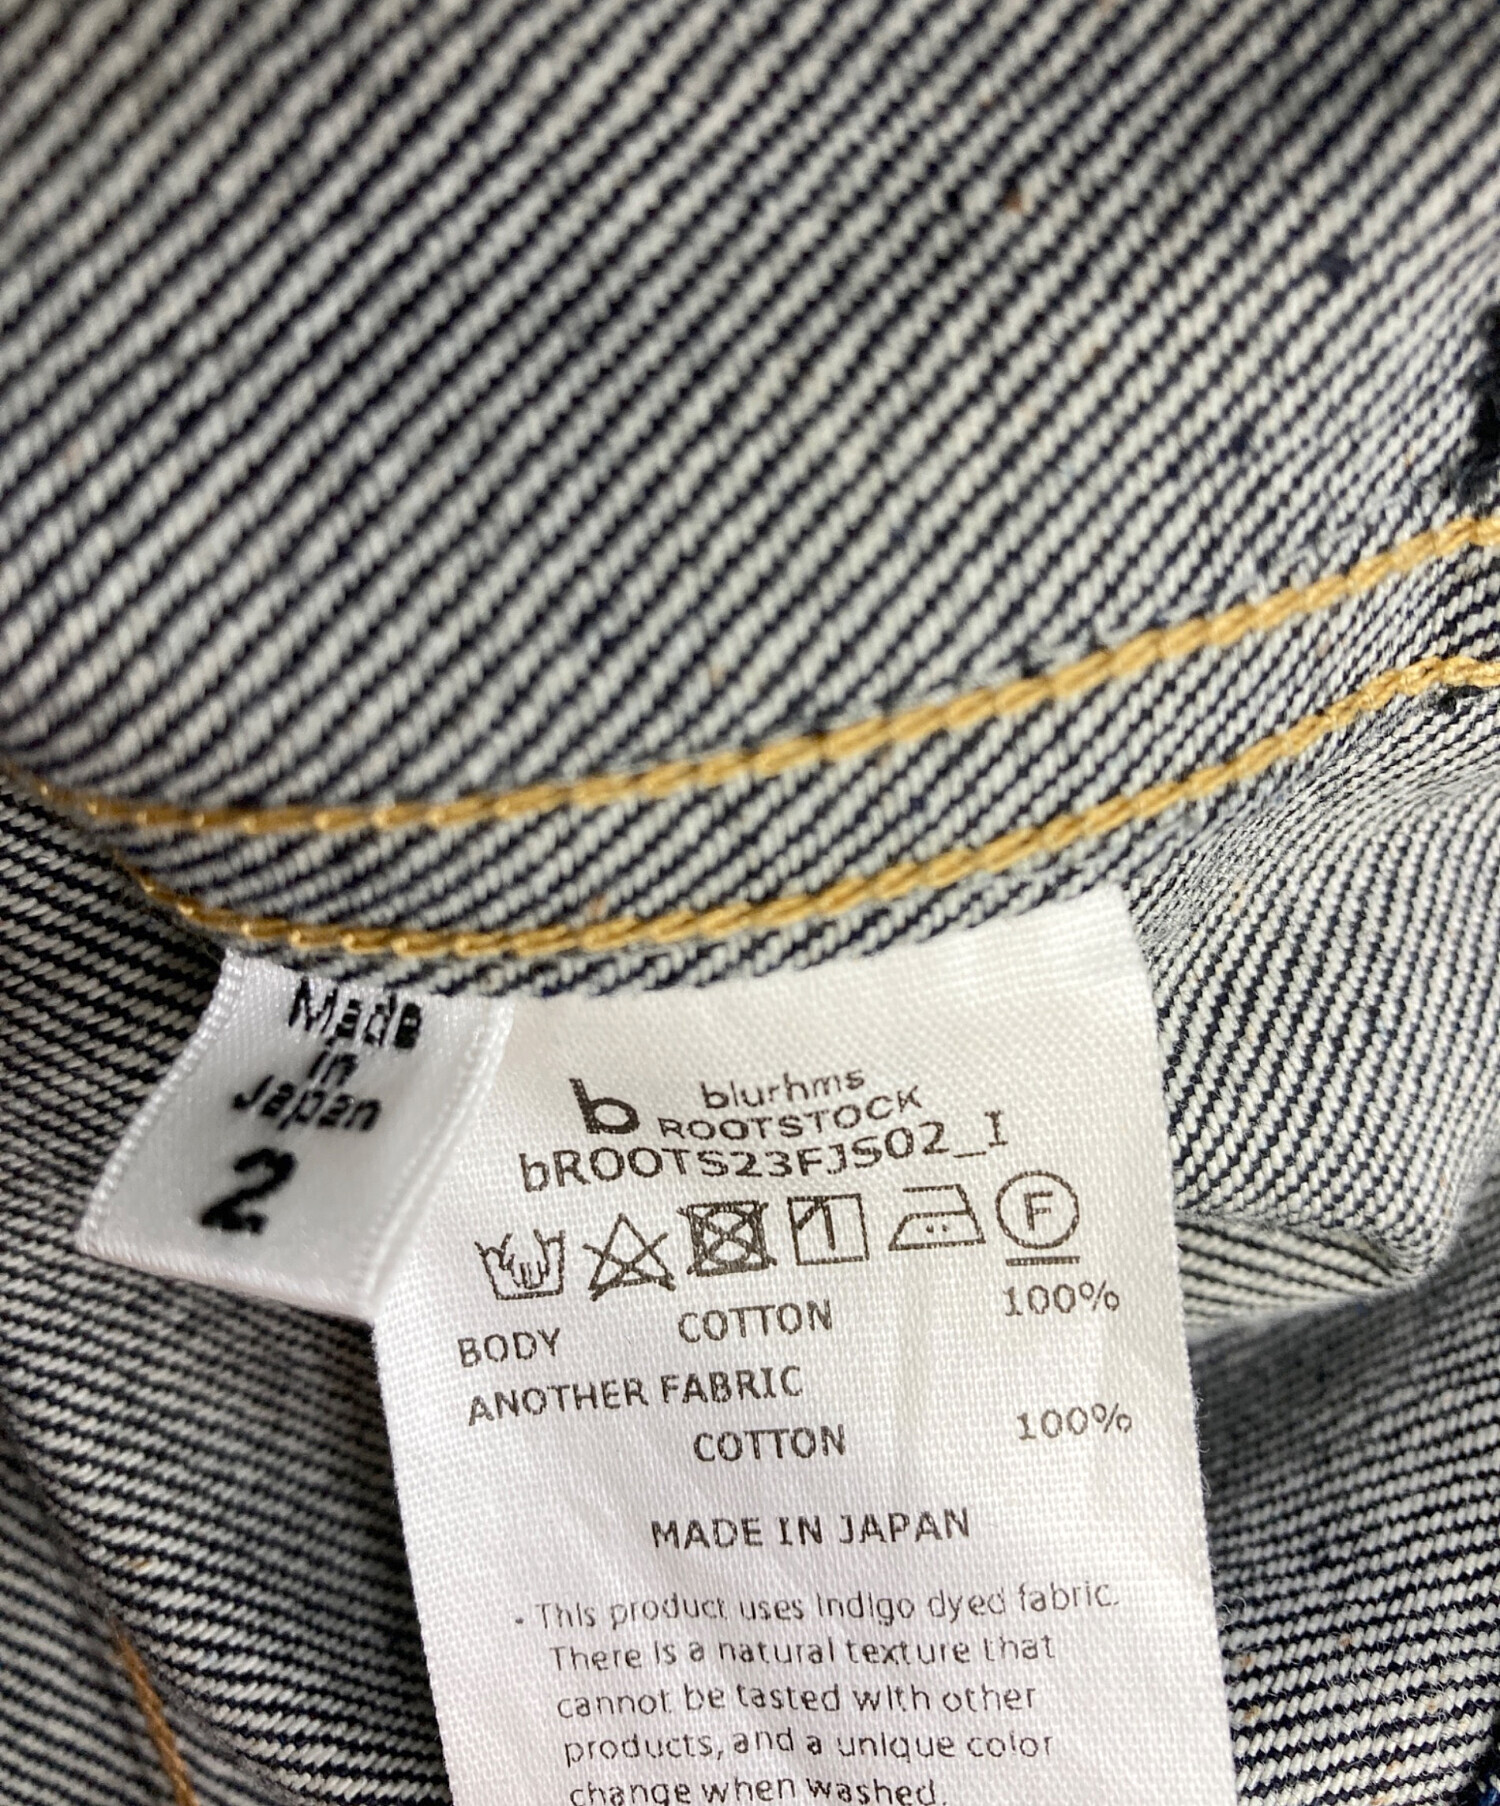 Made
in
Japan
2
b blurhms
ROOTSTOCK
bROOTS23FJS02_I
1 F
BODY COTTON 100%
ANOTHER FABRIC
COTTON 100%
MADE IN JAPAN
- This product uses indigo dyed fabric.
There is a natural texture that
cannot be tasted with other
products, and a unique color
change when washed.